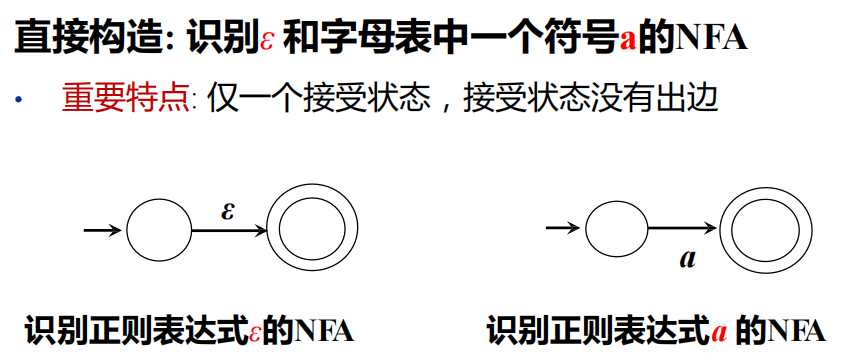 直接构造: 识别ε 和字母表中一个符号a的NFA
• 重要特点: 仅一个接受状态，接受状态没有出边
ε
a
识别正则表达式ε的NFA
识别正则表达式a 的NFA